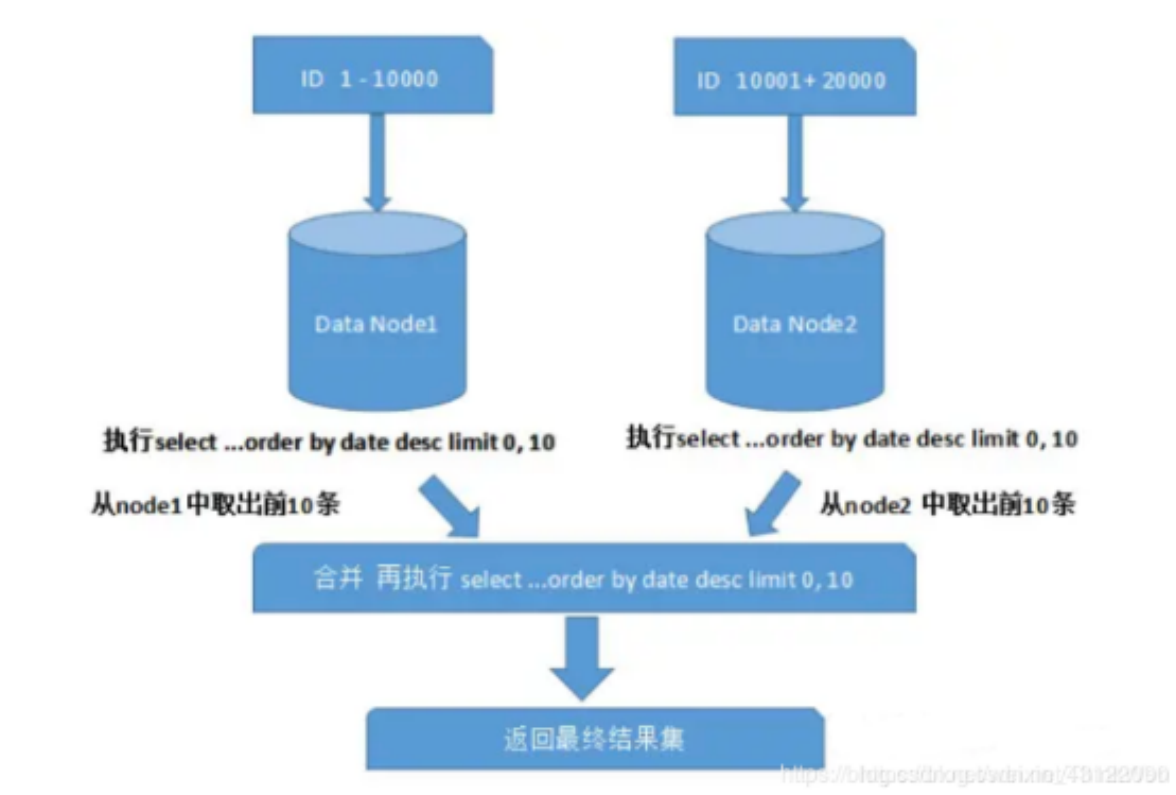 ID 1 - 10000
ID 10001+ 20000
Data Node1
Data Node2
执行select ...order by date desc limit 0, 10
执行select ...order by date desc limit 0, 10
从node1中取出前10条
从node2 中取出前10条
合并 再执行 select ...order by date desc limit 0, 10
返回最终结果集